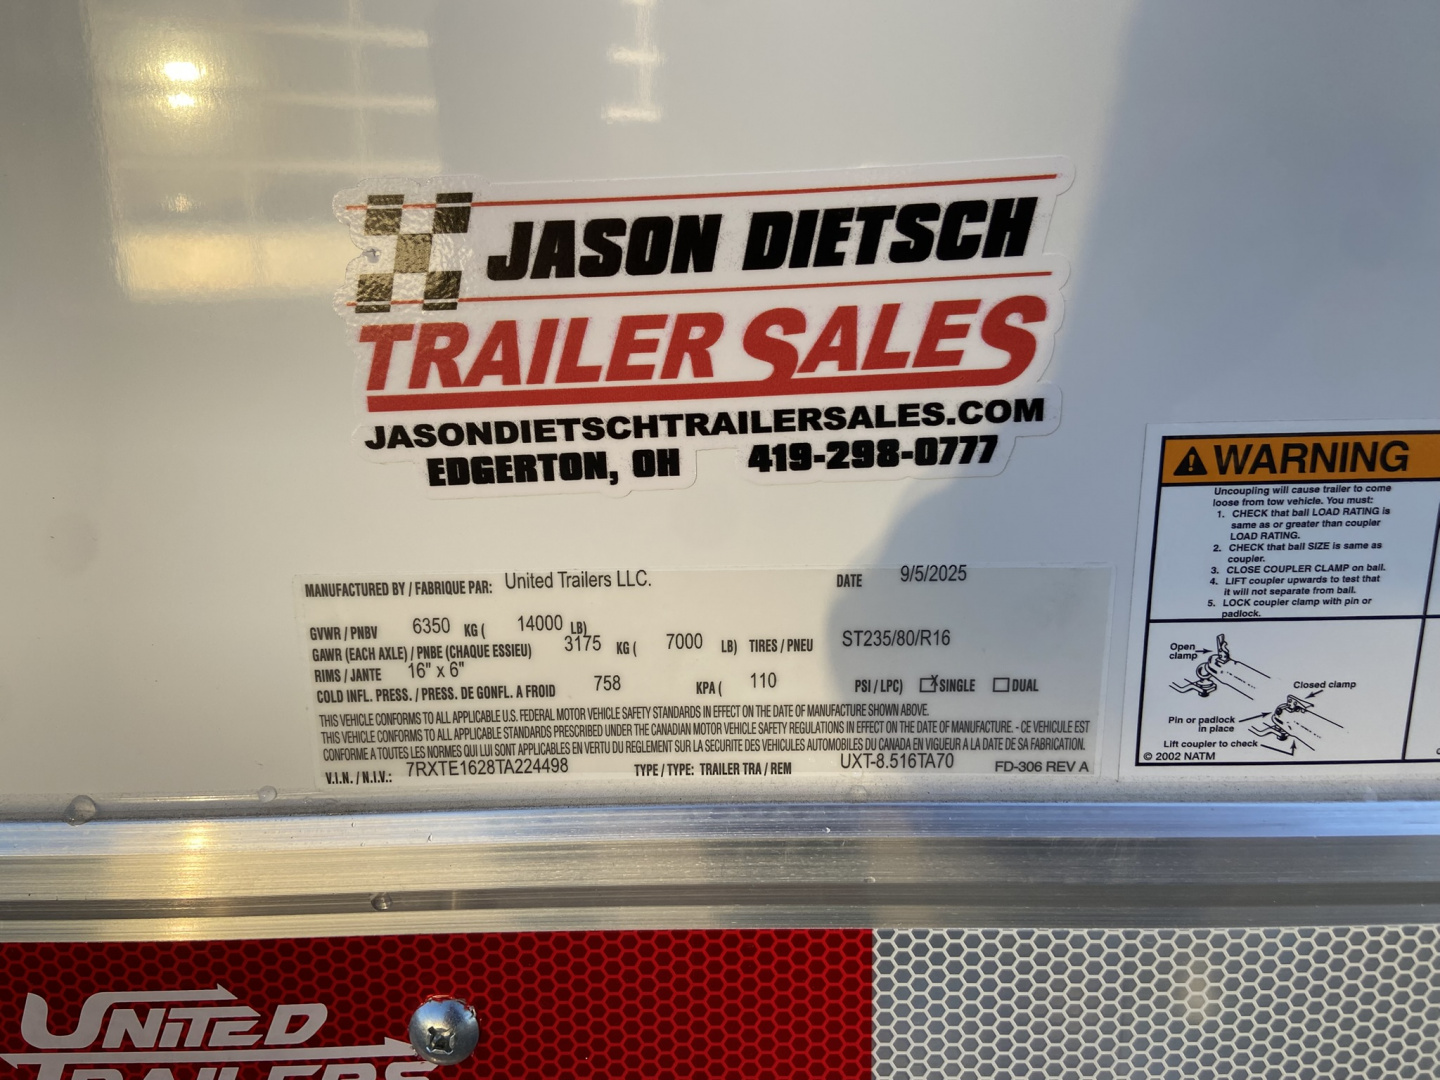 JASON DIETSCH
TRAILER SALES
JASONDIETSCHTRAILERSALES.COM
EDGERTON, OH 419-298-0777
MANUFACTURED BY / FABRIQUE PAR: United Trailers LLC. DATE 9/5/2025
GVWR / PNBV 6350 KG ( 14000 LB)
GAWR (EACH AXLE) / PNBE (CHAQUE ESSIEU) 3175 KG ( 7000 LB) TIRES / PNEU ST235/80/R16
RIMS / JANTE 16" x 6"
COLD INFL. PRESS. / PRESS. DE GONFL. A FROID 758 KPA ( 110 PSI / LPC) X SINGLE DUAL
THIS VEHICLE CONFORMS TO ALL APPLICABLE U.S. FEDERAL MOTOR VEHICLE SAFETY STANDARDS IN EFFECT ON THE DATE OF MANUFACTURE SHOWN ABOVE.
THIS VEHICLE CONFORMS TO ALL APPLICABLE STANDARDS PRESCRIBED UNDER THE CANADIAN MOTOR VEHICLE SAFETY REGULATIONS IN EFFECT ON THE DATE OF MANUFACTURE. - CE VEHICULE EST
CONFORME A TOUTES LES NORMES QUI LUI SONT APPLICABLES EN VERTU DU REGLEMENT SUR LA SECURITE DES VEHICULES AUTOMOBILES DU CANADA EN VIGUEUR A LA DATE DE SA FABRICATION.
V.I.N. / N.I.V.: 7RXTE1628TA224498 TYPE / TYPE: TRAILER TRA / REM UXT-8.516TA70 FD-306 REV A
WARNING
Uncoupling will cause trailer to come
loose from tow vehicle. You must:
1. CHECK that ball LOAD RATING is
same as or greater than coupler
LOAD RATING.
2. CHECK that ball SIZE is same as
coupler.
3. CLOSE COUPLER CLAMP on ball.
4. LIFT coupler upwards to test that
it will not separate from ball.
5. LOCK coupler clamp with pin or
padlock.
Open
clamp
Closed clamp
Pin or padlock
in place
Lift coupler to check
© 2002 NATM
UNITED
TRAILERS